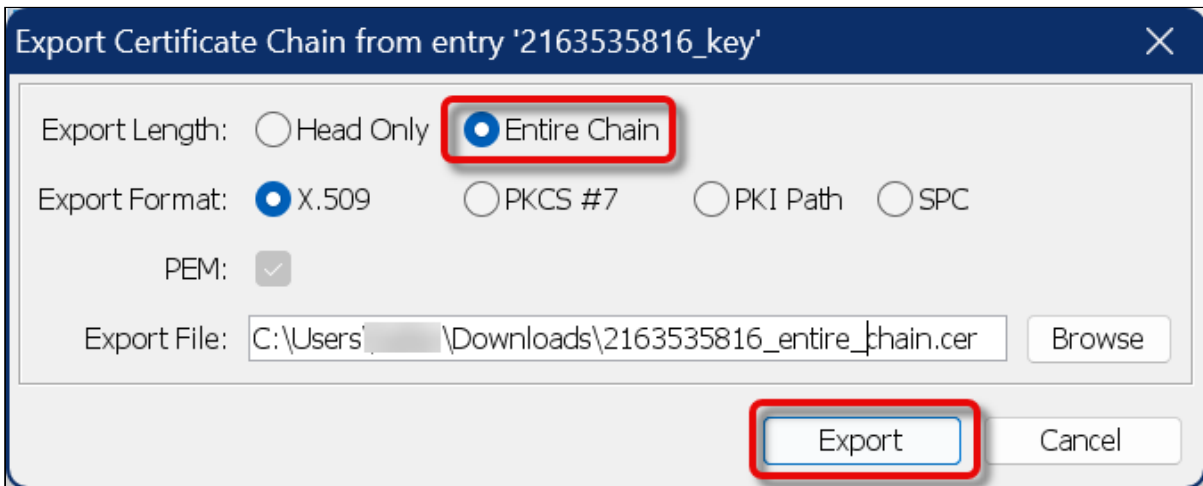 Export Certificate Chain from entry '2163535816_key'
Export Length: Head Only Entire Chain
Export Format: X.509 PKCS #7 PKI Path SPC
PEM:
Export File: C:\Users\ \Downloads\2163535816_entire_chain.cer Browse
Export Cancel